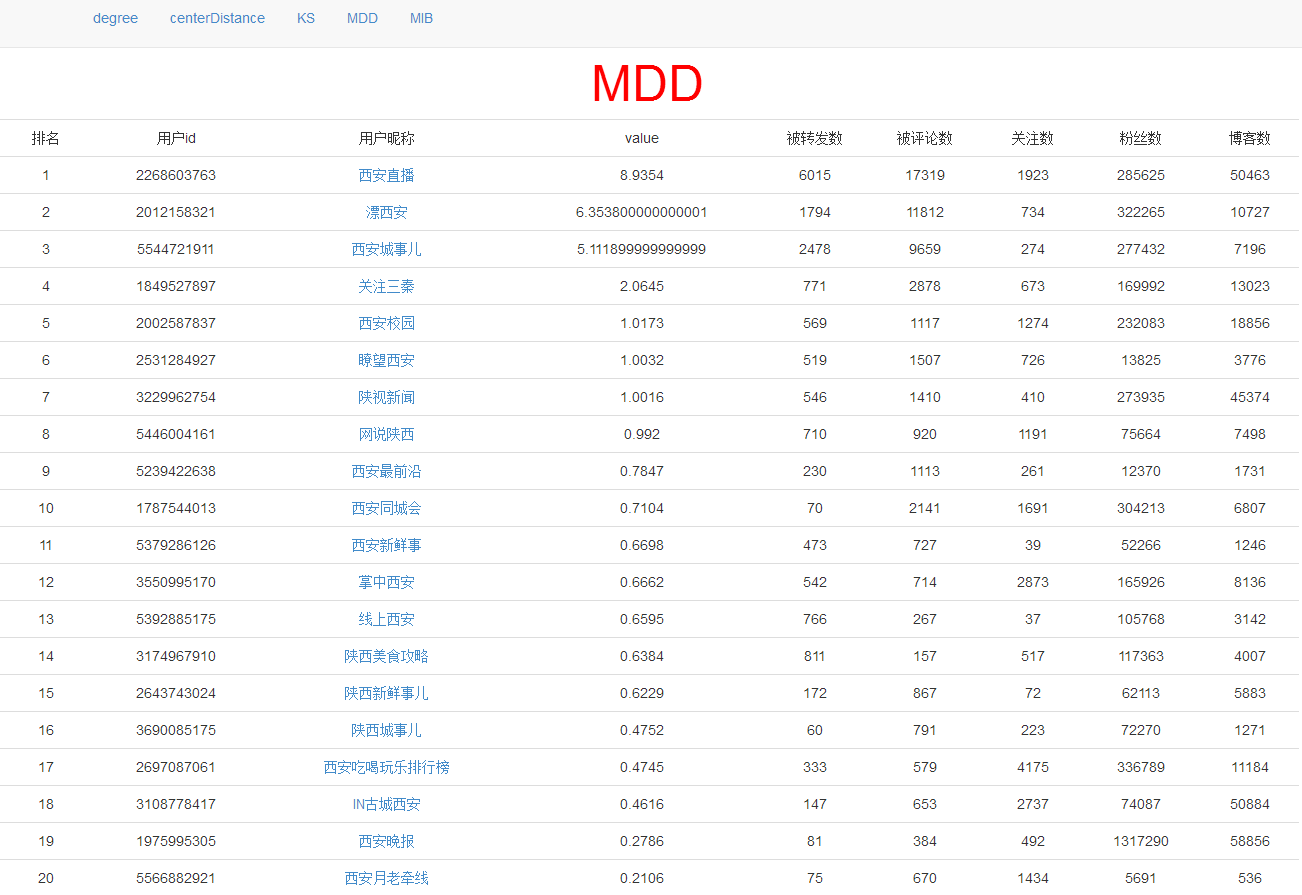 degree centerDistance KS MDD MIB
MDD
排名 用户id 用户昵称 value 被转发数 被评论数 关注数 粉丝数 博客数
1 2268603763 西安直播 8.9354 6015 17319 1923 285625 50463
2 2012158321 漂西安 6.353800000000001 1794 11812 734 322265 10727
3 5544721911 西安城事儿 5.111899999999999 2478 9659 274 277432 7196
4 1849527897 关注三秦 2.0645 771 2878 673 169992 13023
5 2002587837 西安校园 1.0173 569 1117 1274 232083 18856
6 2531284927 瞭望西安 1.0032 519 1507 726 13825 3776
7 3229962754 陕视新闻 1.0016 546 1410 410 273935 45374
8 5446004161 网说陕西 0.992 710 920 1191 75664 7498
9 5239422638 西安最前沿 0.7847 230 1113 261 12370 1731
10 1787544013 西安同城会 0.7104 70 2141 1691 304213 6807
11 5379286126 西安新鲜事 0.6698 473 727 39 52266 1246
12 3550995170 掌中西安 0.6662 542 714 2873 165926 8136
13 5392885175 线上西安 0.6595 766 267 37 105768 3142
14 3174967910 陕西美食攻略 0.6384 811 157 517 117363 4007
15 2643743024 陕西新鲜事儿 0.6229 172 867 72 62113 5883
16 3690085175 陕西城事儿 0.4752 60 791 223 72270 1271
17 2697087061 西安吃喝玩乐排行榜 0.4745 333 579 4175 336789 11184
18 3108778417 IN古城西安 0.4616 147 653 2737 74087 50884
19 1975995305 西安晚报 0.2786 81 384 492 1317290 58856
20 5566882921 西安月老牵线 0.2106 75 670 1434 5691 536